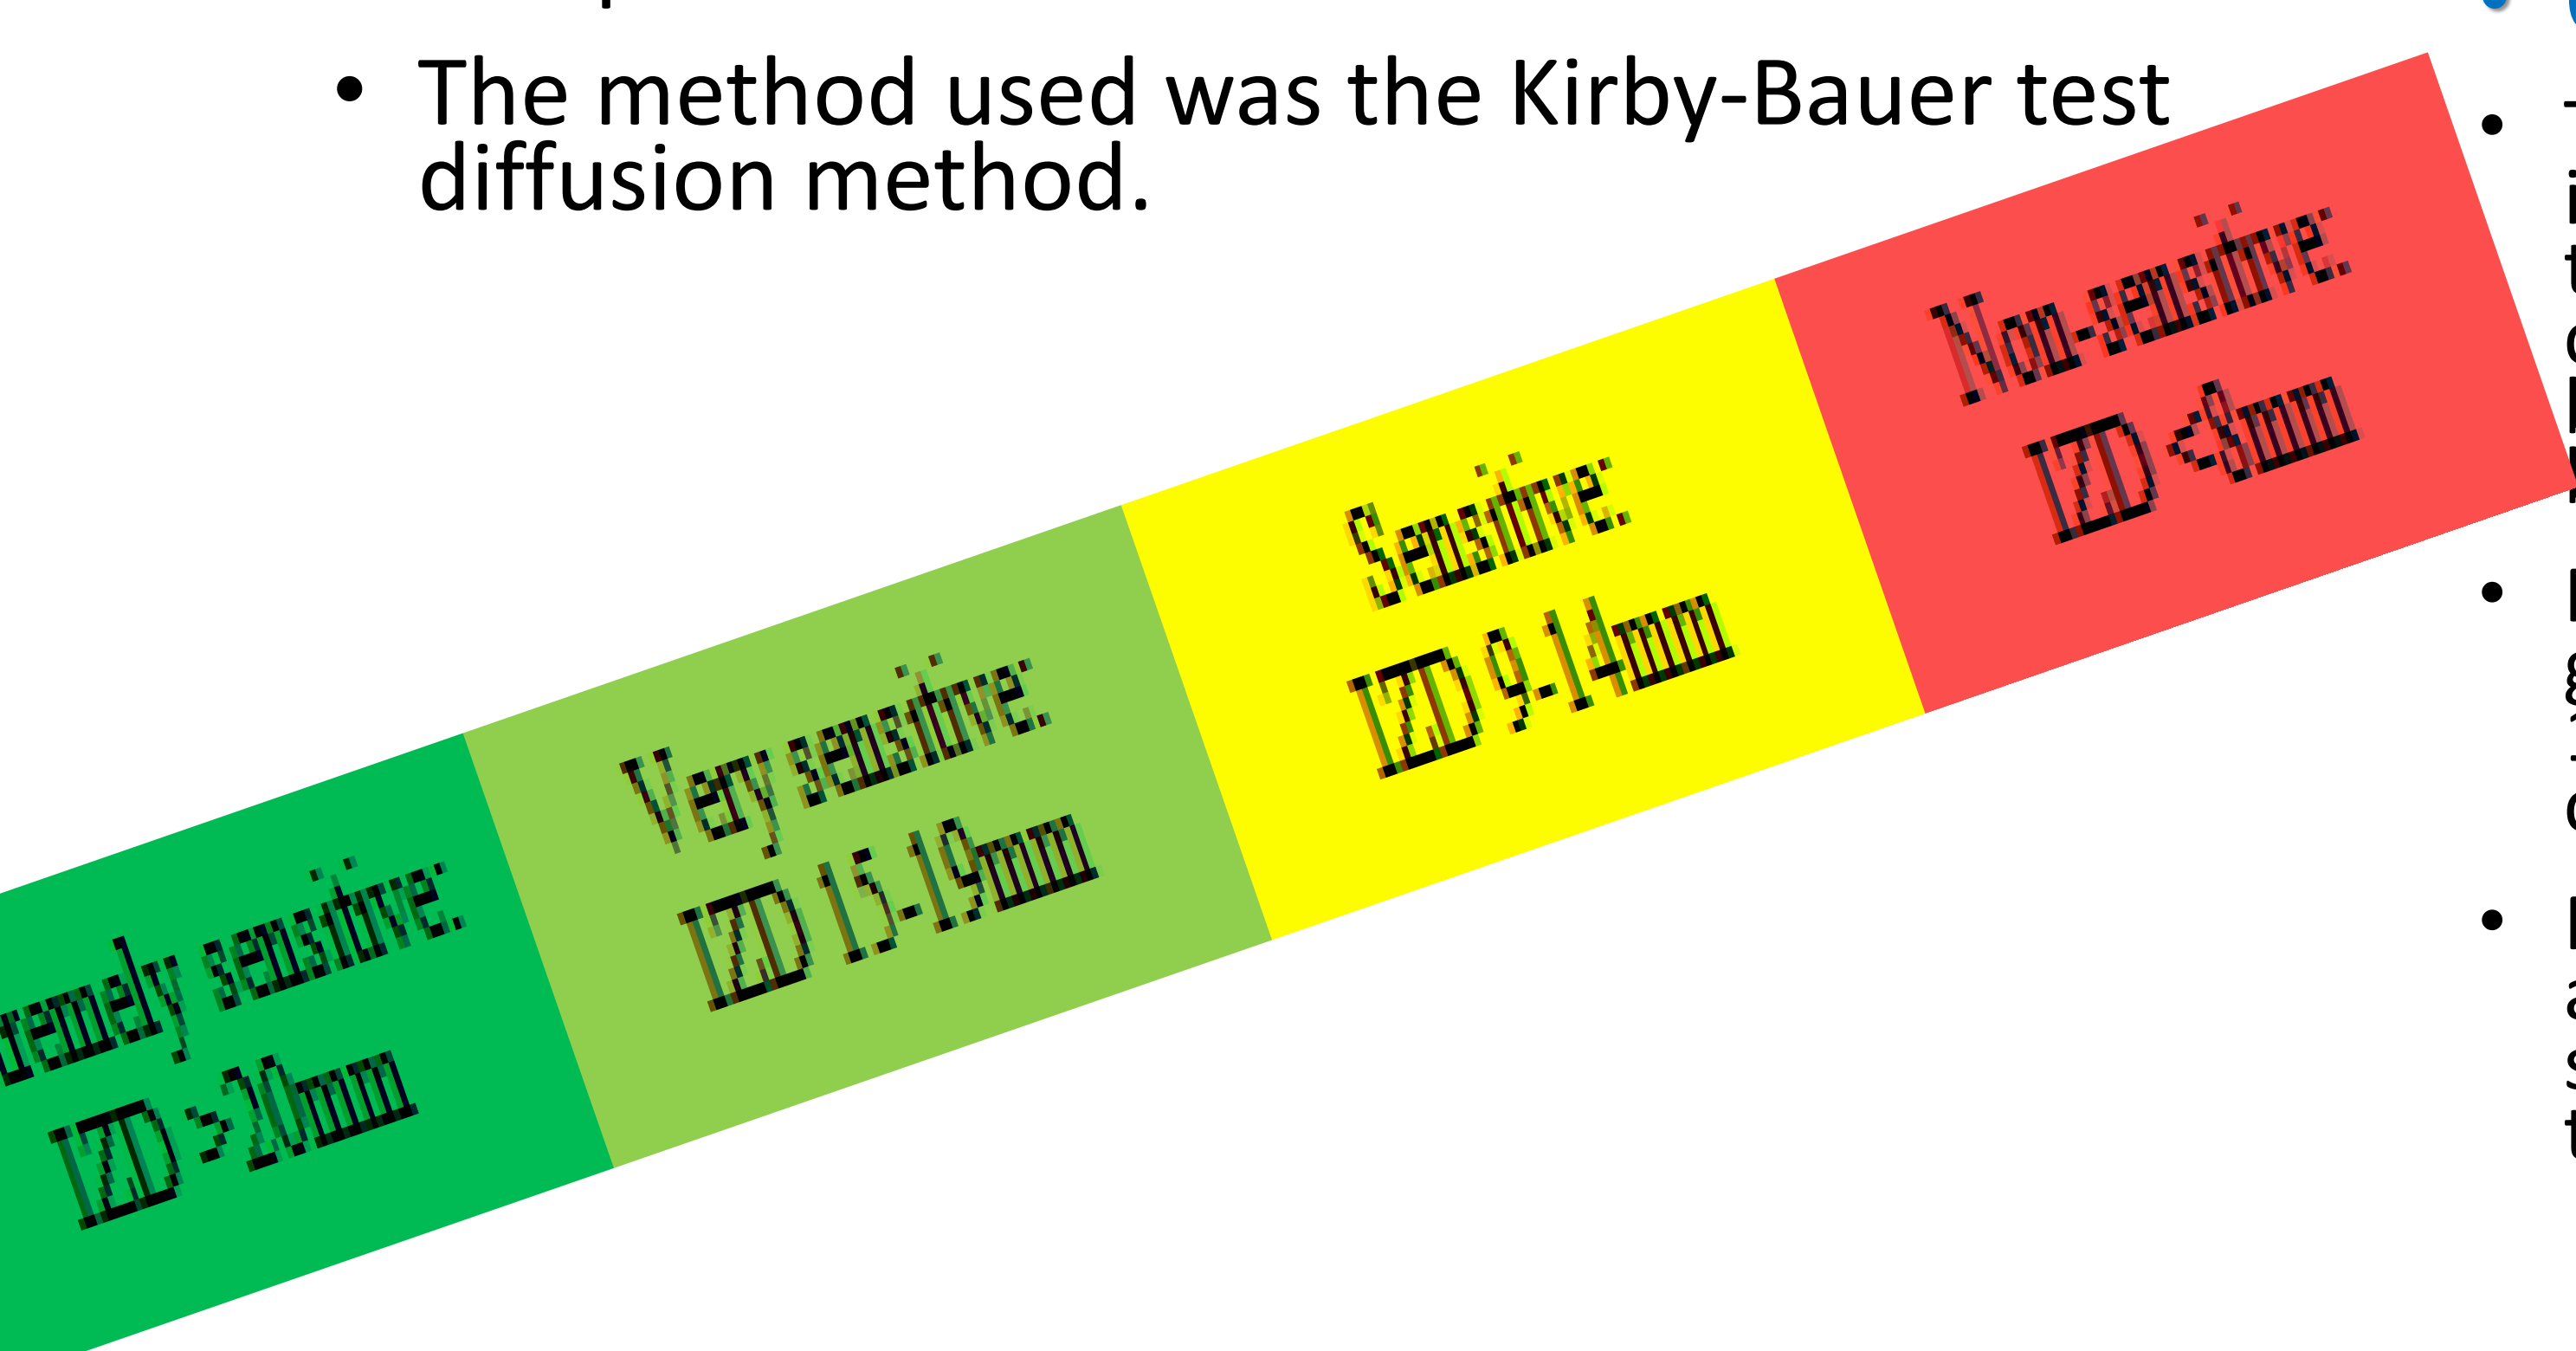 • The method used was the Kirby-Bauer test
diffusion method.
Non-sensitive.
IZD <8mm
Sensitive.
IZD 9-14mm
Very sensitive.
IZD 15-19mm
sensitive.
IZD >20mm